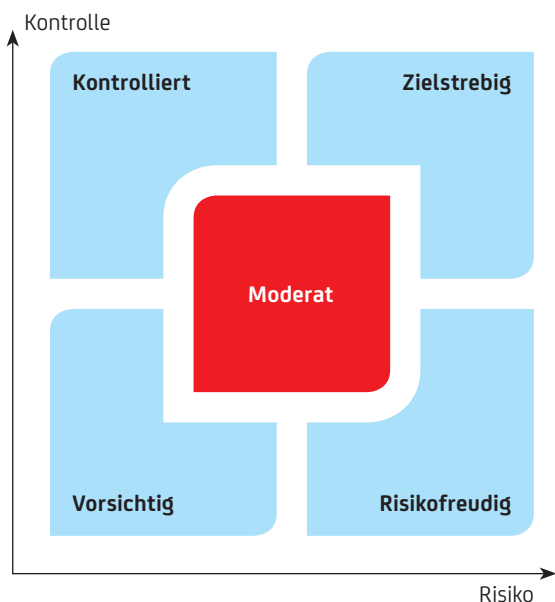 Kontrolle
Kontrolliert
Zielstrebig
Moderat
Vorsichtig
Risikofreudig
Risiko